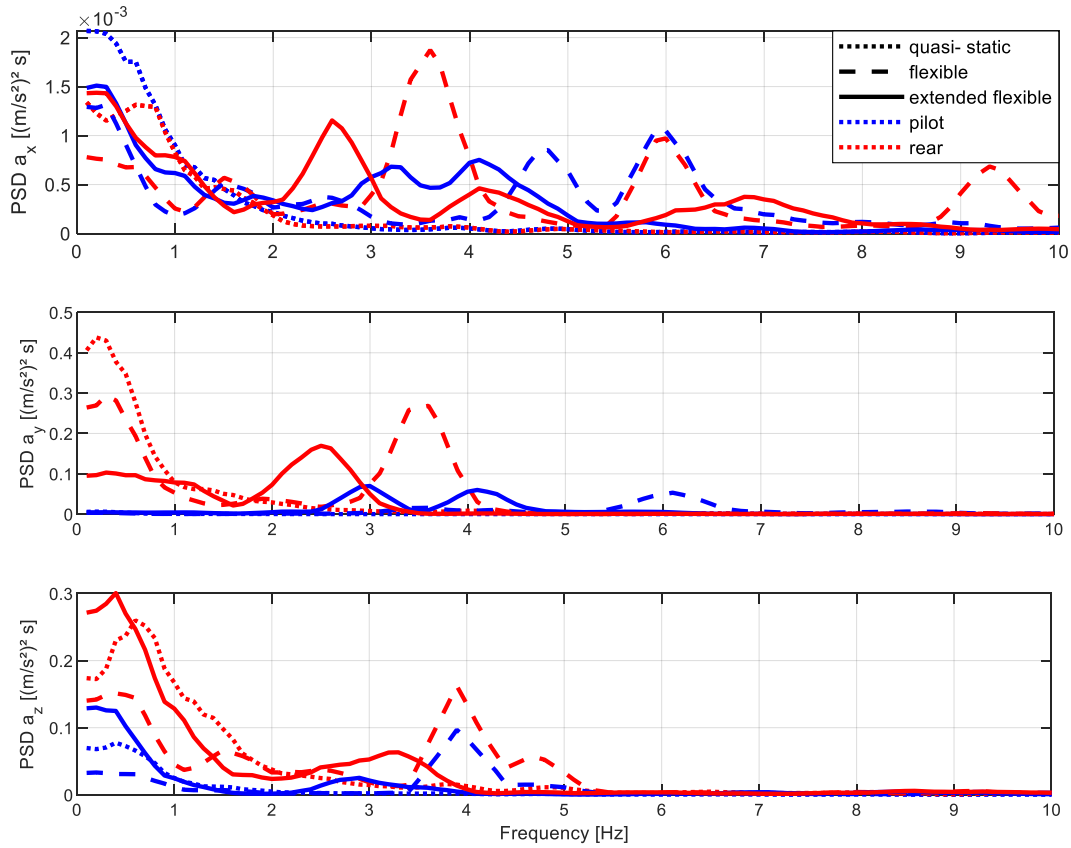 ×10⁻³
2
1.5
1
0.5
0
PSD aₓ [(m/s²)² s]
0 1 2 3 4 5 6 7 8 9 10
quasi- static
flexible
extended flexible
pilot
rear
0.5
0.4
0.3
0.2
0.1
0
PSD a_y [(m/s²)² s]
0 1 2 3 4 5 6 7 8 9 10
0.3
0.2
0.1
0
PSD a_z [(m/s²)² s]
0 1 2 3 4 5 6 7 8 9 10
Frequency [Hz]